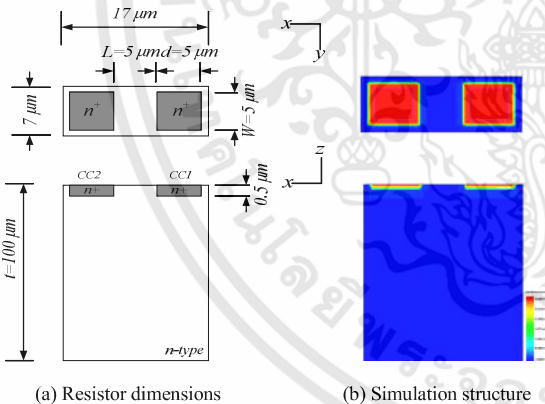 17 μm
x
y
L=5 μm d=5 μm
7 μm
n+
n+
W=5 μm
z
x
CC2
CC1
n+
n+
0.5 μm
t=100 μm
n-type
(a) Resistor dimensions
(b) Simulation structure